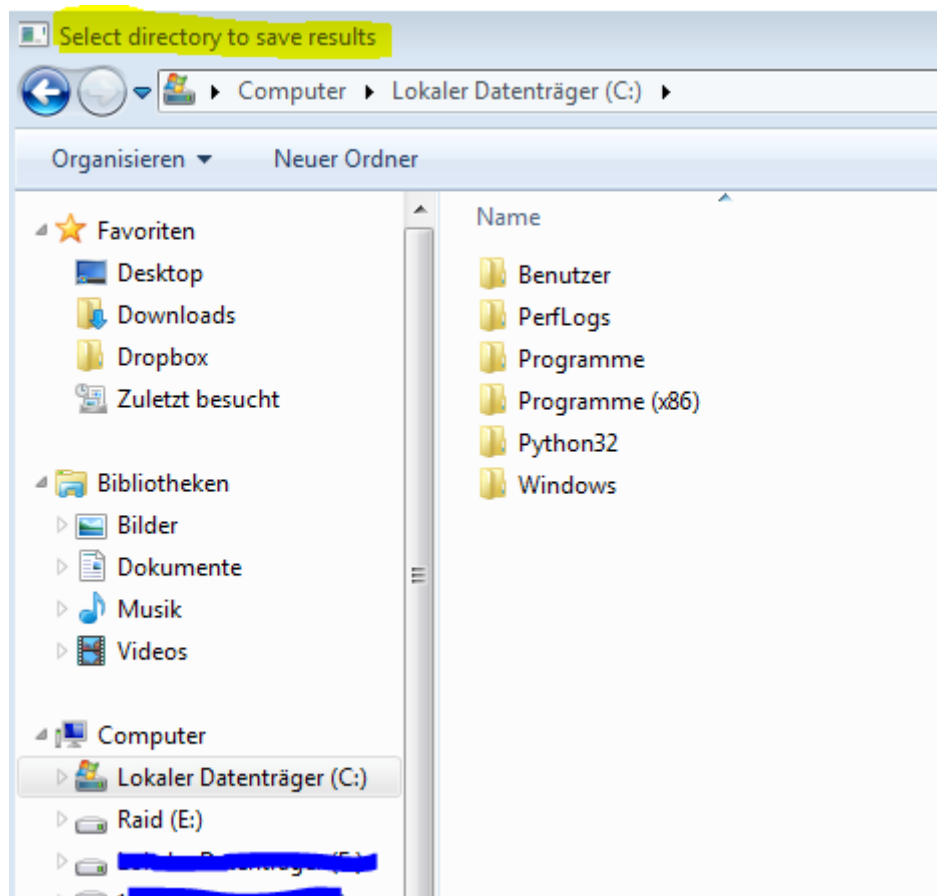 Select directory to save results
Computer Lokaler Datenträger (C:)
Organisieren Neuer Ordner
Favoriten
Desktop
Downloads
Dropbox
Zuletzt besucht
Bibliotheken
Bilder
Dokumente
Musik
Videos
Computer
Lokaler Datenträger (C:)
Raid (E:)
Name
Benutzer
PerfLogs
Programme
Programme (x86)
Python32
Windows